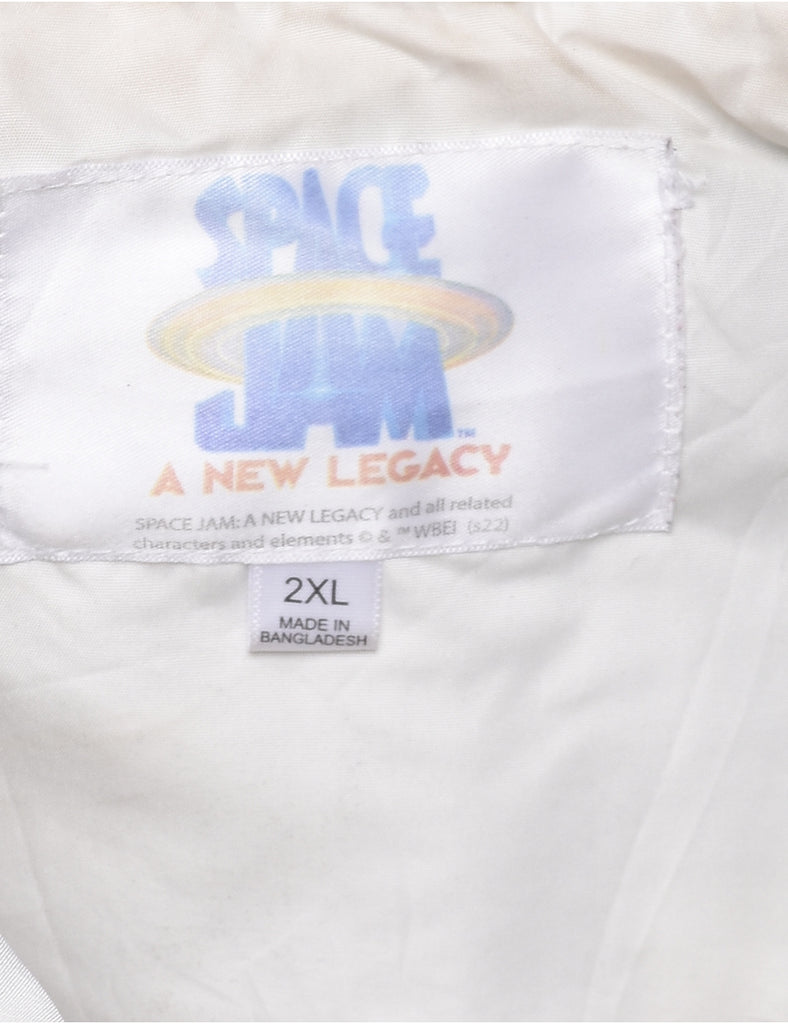 SPACE
JAM™
A NEW LEGACY
SPACE JAM: A NEW LEGACY and all related
characters and elements © & ™ WBEI (s22)
2XL
MADE IN
BANGLADESH